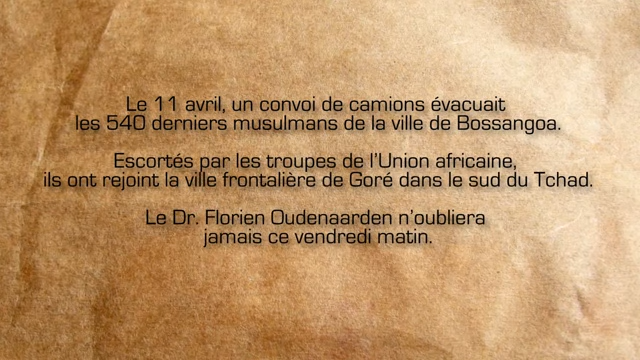 Le 11 avril, un convoi de camions évacuait
les 540 derniers musulmans de la ville de Bossangoa.
Escortés par les troupes de l'Union africaine,
ils ont rejoint la ville frontalière de Goré dans le sud du Tchad.
Le Dr. Florien Oudenaarden n'oubliera
jamais ce vendredi matin.